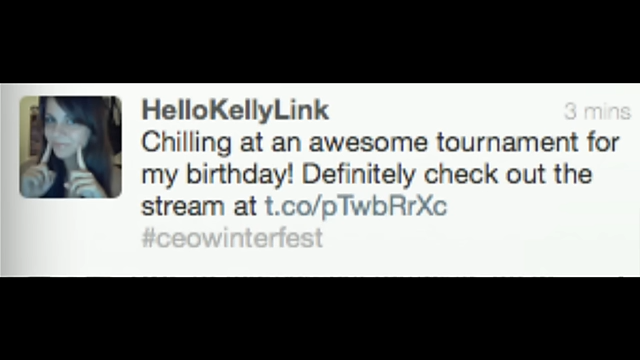 HelloKellyLink
3 mins
Chilling at an awesome tournament for
my birthday! Definitely check out the
stream at t.co/pTwbRrXc
#ceowinterfest